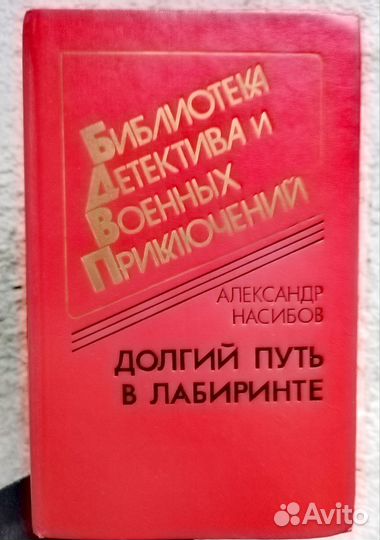 БИБЛИОТЕКА
ДЕТЕКТИВА И
ВОЕННЫХ
ПРИКЛЮЧЕНИЙ
АЛЕКСАНДР
НАСИБОВ
ДОЛГИЙ ПУТЬ
В ЛАБИРИНТЕ
Avito